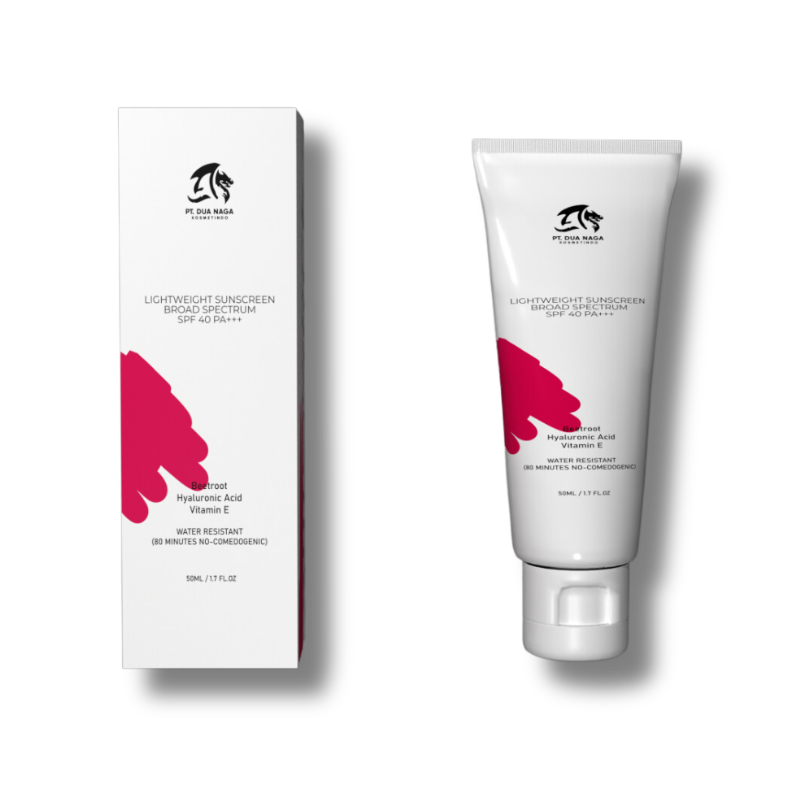 PT. DUA NAGA
KOSMETINDO
LIGHTWEIGHT SUNSCREEN
BROAD SPECTRUM
SPF 40 PA+++
Beetroot
Hyaluronic Acid
Vitamin E
WATER RESISTANT
(80 MINUTES NO-COMEDOGENIC)
50ML / 1.7 FL.OZ
PT. DUA NAGA
KOSMETINDO
LIGHTWEIGHT SUNSCREEN
BROAD SPECTRUM
SPF 40 PA+++
Beetroot
Hyaluronic Acid
Vitamin E
WATER RESISTANT
(80 MINUTES NO-COMEDOGENIC)
50ML / 1.7 FL.OZ